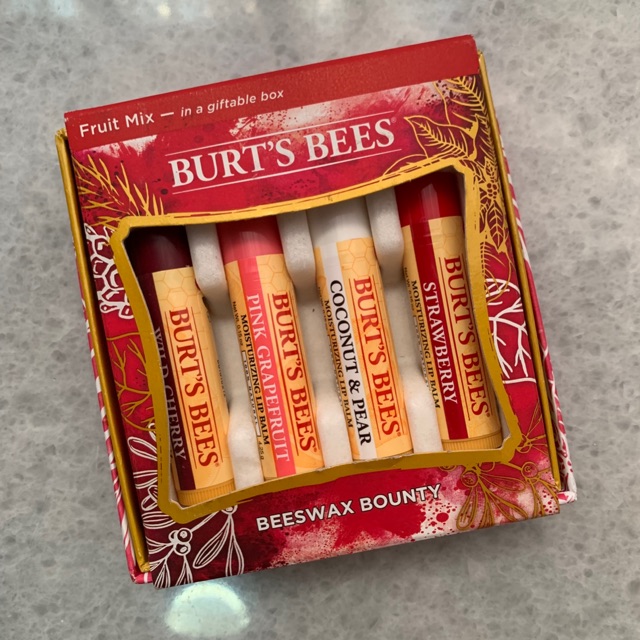 Fruit Mix — in a giftable box
BURT'S BEES
WILD CHERRY
BURT'S BEES
PINK GRAPEFRUIT
MOISTURIZING LIP BALM
BURT'S BEES
COCONUT & PEAR
MOISTURIZING LIP BALM
BURT'S BEES
STRAWBERRY
MOISTURIZING LIP BALM
BURT'S BEES
BEESWAX BOUNTY